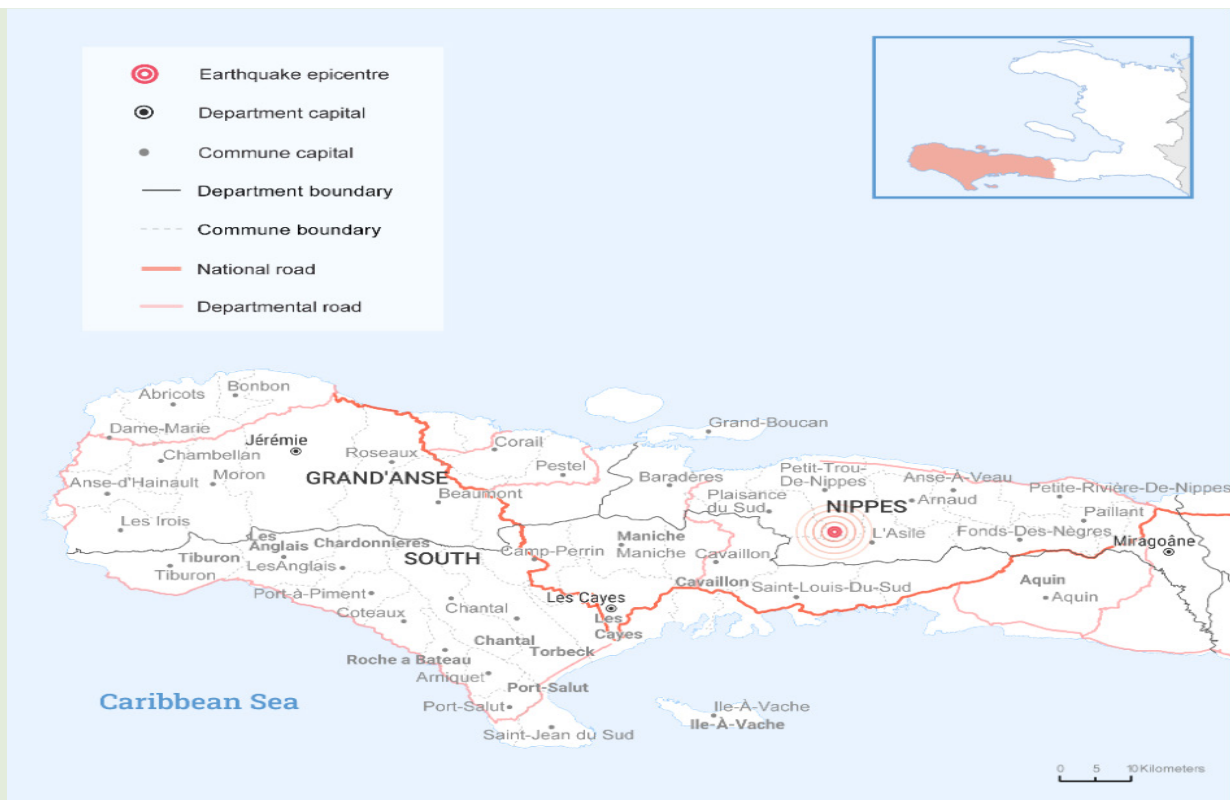 Earthquake epicentre
Department capital
Commune capital
Department boundary
Commune boundary
National road
Departmental road
Abricots
Bonbon
Dame-Marie
Jérémie
Chambellan
Moron
Anse-d'Hainault
Les Irois
Roseaux
GRAND'ANSE
Beaumont
Corail
Pestel
Grand-Boucan
Baradères
Petit-Trou-
De-Nippes
Plaisance
du Sud
Anse-À-Veau
Arnaud
NIPPES
L'Asile
Petite-Rivière-De-Nippes
Paillant
Fonds-Des-Nègres
Miragoâne
Les
Anglais
Chardonnieres
Tiburon
Tiburon
LesAnglais
SOUTH
Camp-Perrin
Maniche
Maniche
Cavaillon
Cavaillon
Saint-Louis-Du-Sud
Aquin
Aquin
Port-à-Piment
Coteaux
Chantal
Chantal
Les Cayes
Les
Cayes
Torbeck
Roche a Bateau
Arniquet
Port-Salut
Port-Salut
Saint-Jean du Sud
Ile-À-Vache
Ile-À-Vache
Caribbean Sea
0 5 10 Kilometers